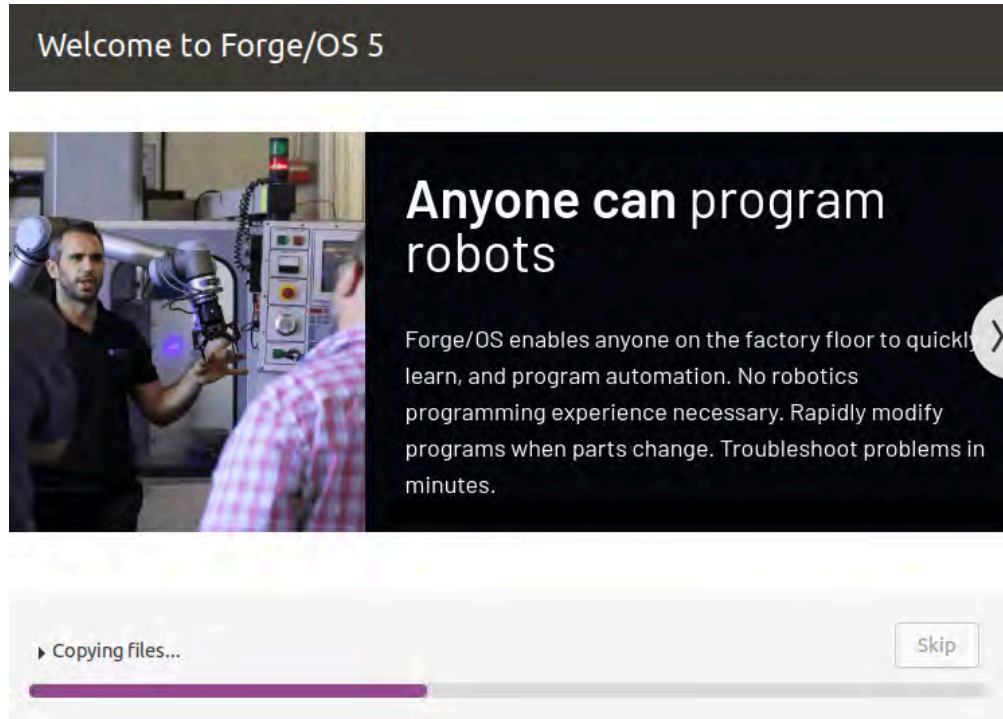 Welcome to Forge/OS 5
Anyone can program
robots
Forge/OS enables anyone on the factory floor to quickly
learn, and program automation. No robotics
programming experience necessary. Rapidly modify
programs when parts change. Troubleshoot problems in
minutes.
Copying files...
Skip